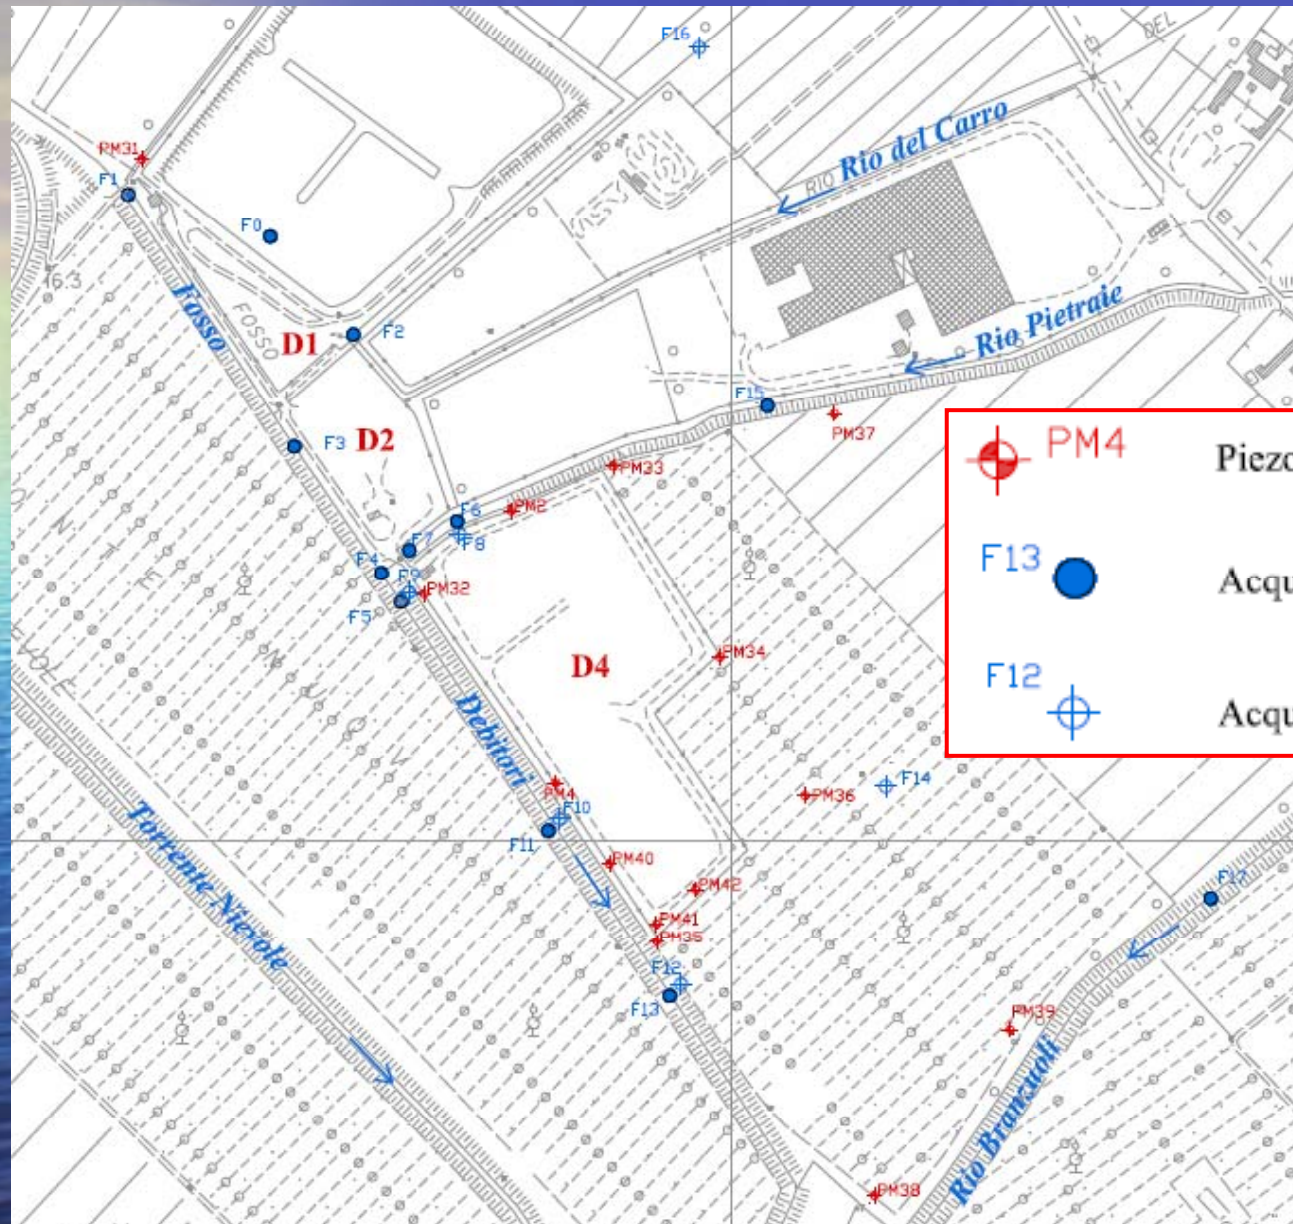 F16
DEL
PM31
Rio del Carro
RIO
F1
F0
16.3
Fosso
FOSSO
Rio Pietraie
D1
F2
F15
PM37
F3
D2
PM33
PM4
Piezo
F6
PM2
F7
F8
F13
Acqu
F4
F9
PM32
F5
PM34
D4
F12
Acqu
Debitori
PM4
F10
PM36
F14
F11
Torrente Nievole
PM40
PM42
F17
PM41
PM35
F12
F13
PM39
Rio Branzuoli
PM38